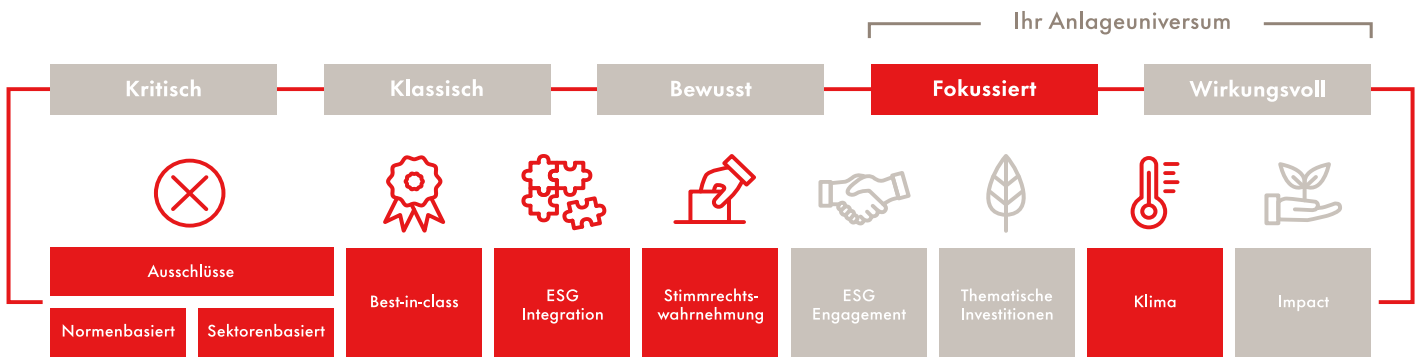 Ihr Anlageuniversum
Kritisch
Klassisch
Bewusst
Fokussiert
Wirkungsvoll
Ausschlüsse
Normenbasiert
Sektorenbasiert
Best-in-class
ESG
Integration
Stimmrechts-
wahrnehmung
ESG
Engagement
Thematische
Investitionen
Klima
Impact